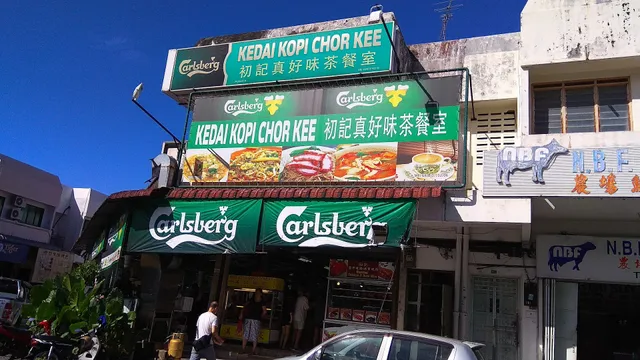 Carlsberg
KEDAI KOPI CHOR KEE
初記真好味茶餐室
Carlsberg
Carlsberg
KEDAI KOPI CHOR KEE 初記真好味茶餐室
Carlsberg
Carlsberg
NBF
N.B.F
NBF
N.B.